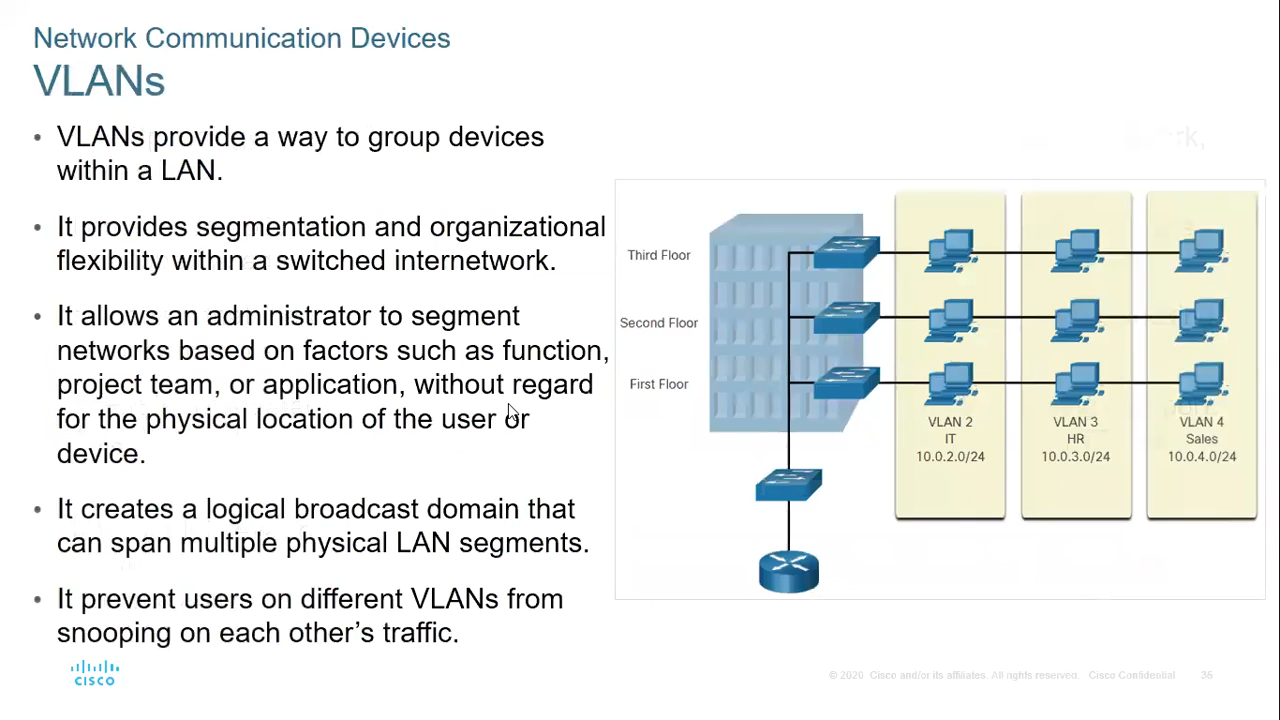 Network Communication Devices
VLANs
• VLANs provide a way to group devices
within a LAN.
• It provides segmentation and organizational
flexibility within a switched internetwork.
• It allows an administrator to segment
networks based on factors such as function,
project team, or application, without regard
for the physical location of the user or
device.
• It creates a logical broadcast domain that
can span multiple physical LAN segments.
• It prevent users on different VLANs from
snooping on each other’s traffic.
Third Floor
Second Floor
First Floor
VLAN 2
IT
10.0.2.0/24
VLAN 3
HR
10.0.3.0/24
VLAN 4
Sales
10.0.4.0/24
CISCO
© 2020 Cisco and/or its affiliates. All rights reserved. Cisco Confidential